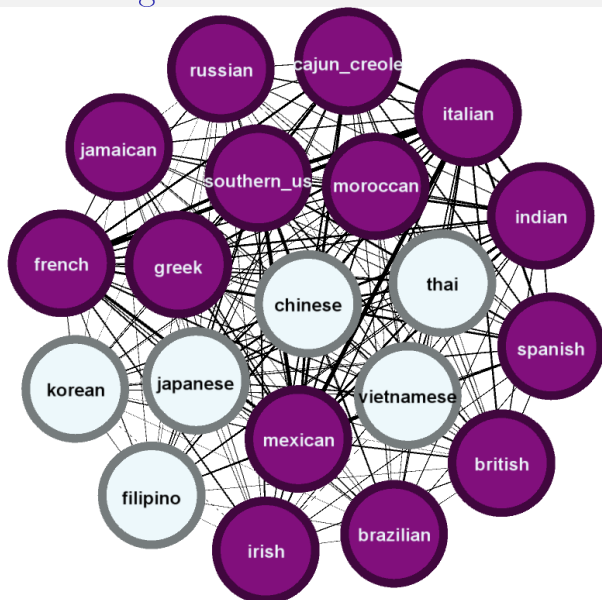 russian
cajun_creole
italian
jamaican
southern_us
moroccan
indian
french
greek
chinese
thai
spanish
korean
japanese
vietnamese
mexican
british
filipino
brazilian
irish